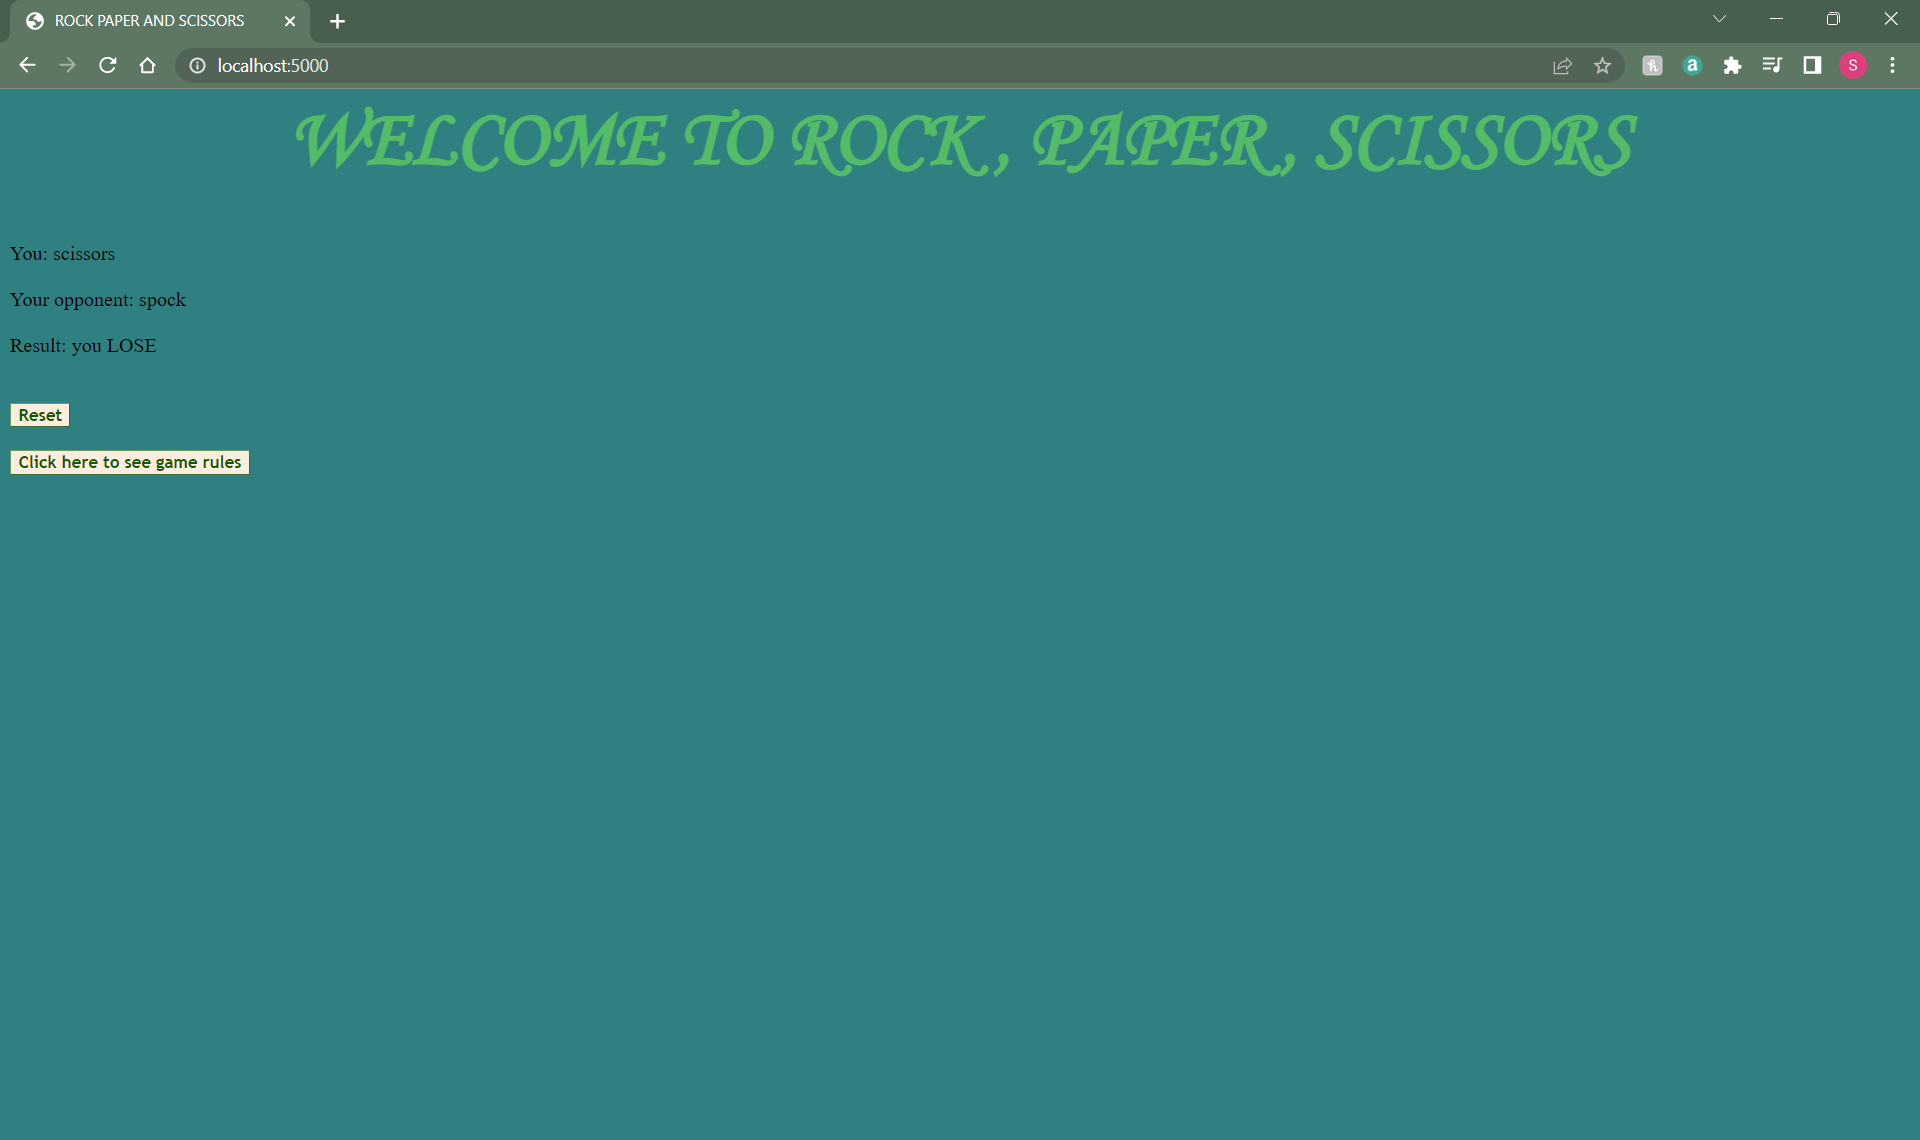 ROCK PAPER AND SCISSORS
localhost:5000
a
S
WELCOME TO ROCK, PAPER, SCISSORS
You: scissors
Your opponent: spock
Result: you LOSE
Reset
Click here to see game rules